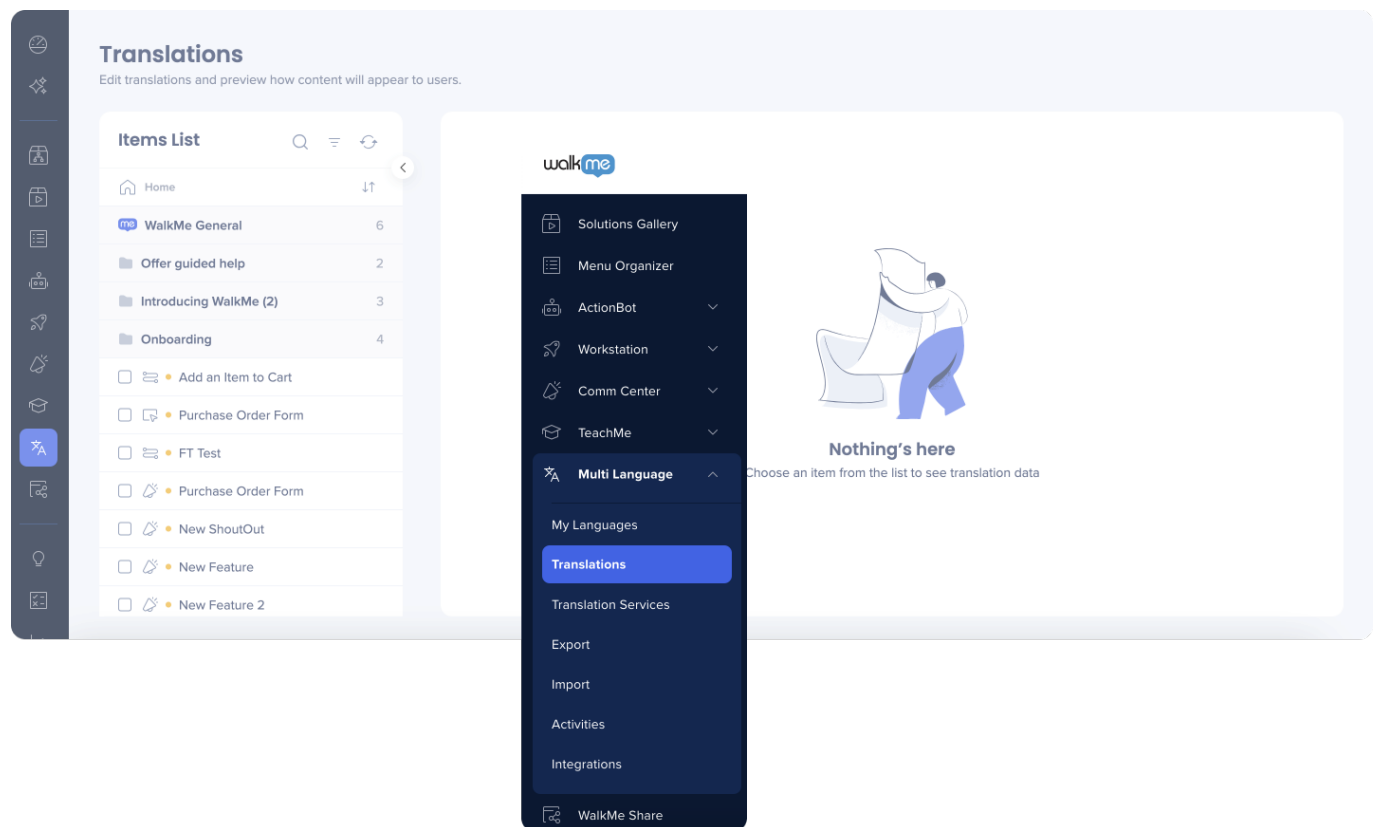 Translations
Edit translations and preview how content will appear to users.
Items List
Home
me WalkMe General 6
Offer guided help 2
Introducing WalkMe (2) 3
Onboarding 4
Add an Item to Cart
Purchase Order Form
FT Test
Purchase Order Form
New ShoutOut
New Feature
New Feature 2
walkme
Solutions Gallery
Menu Organizer
ActionBot
Workstation
Comm Center
TeachMe
Multi Language
My Languages
Translations
Translation Services
Export
Import
Activities
Integrations
WalkMe Share
Nothing’s here
Choose an item from the list to see translation data